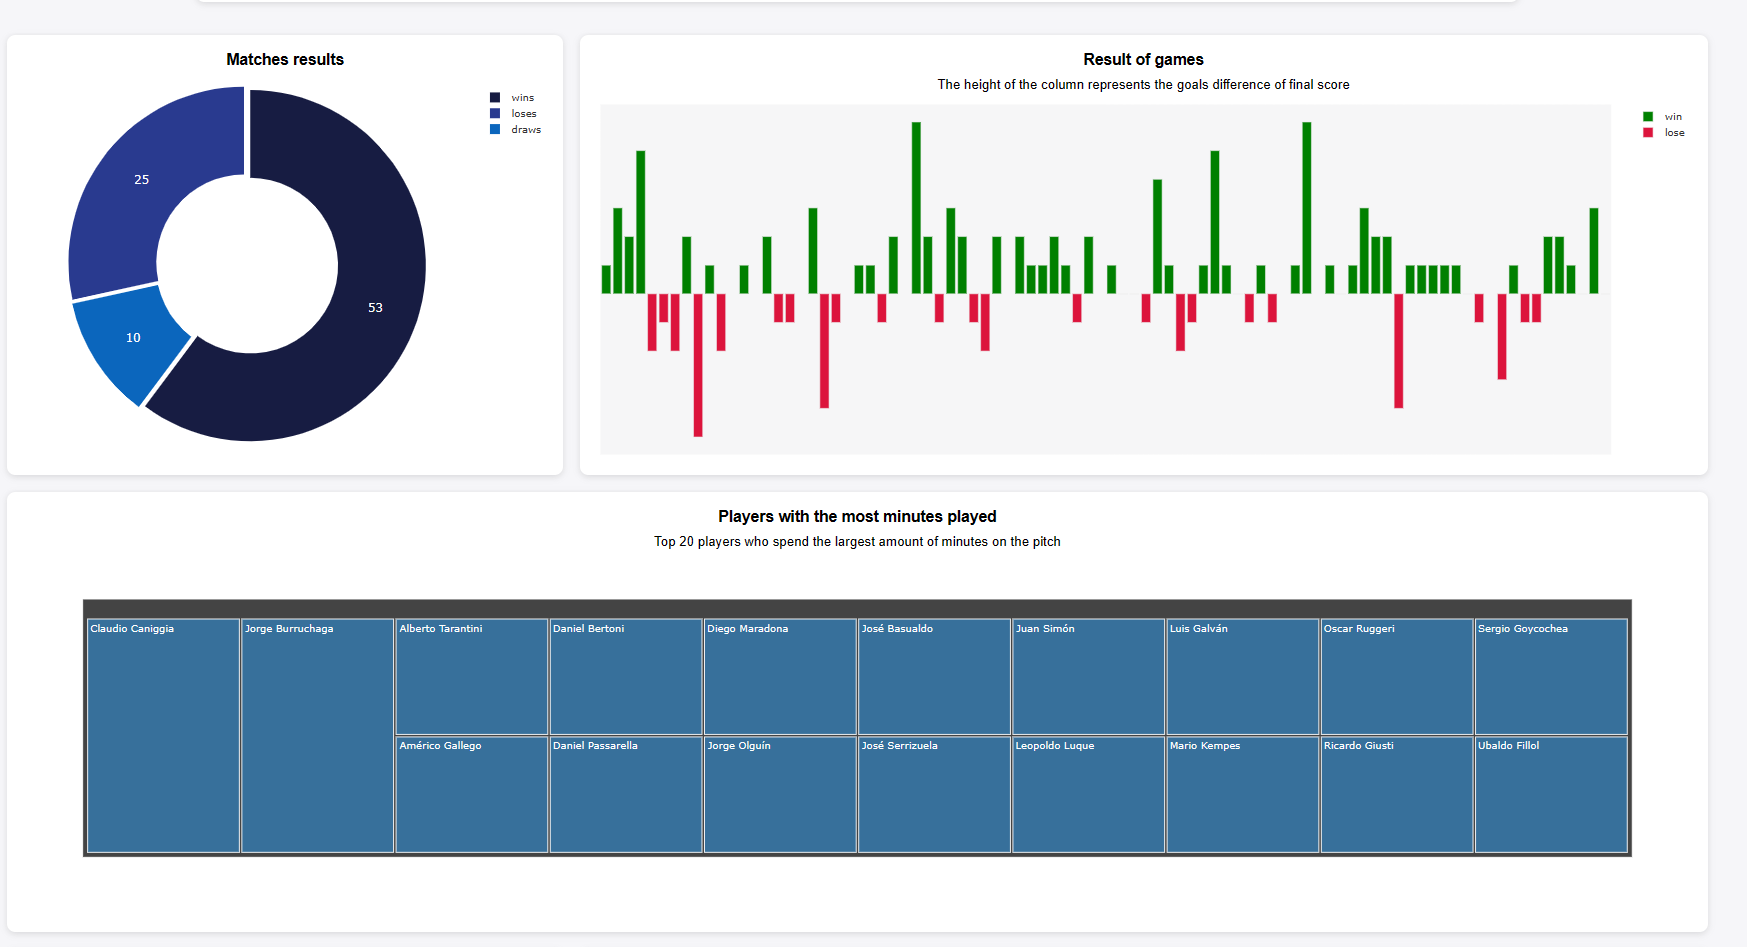 Matches results
wins
loses
draws
25
53
10
Result of games
The height of the column represents the goals difference of final score
win
lose
Players with the most minutes played
Top 20 players who spend the largest amount of minutes on the pitch
Claudio Caniggia
Jorge Burruchaga
Alberto Tarantini
Daniel Bertoni
Diego Maradona
José Basualdo
Juan Simón
Luis Galván
Oscar Ruggeri
Sergio Goycochea
Américo Gallego
Daniel Passarella
Jorge Olguín
José Serrizuela
Leopoldo Luque
Mario Kempes
Ricardo Giusti
Ubaldo Fillol